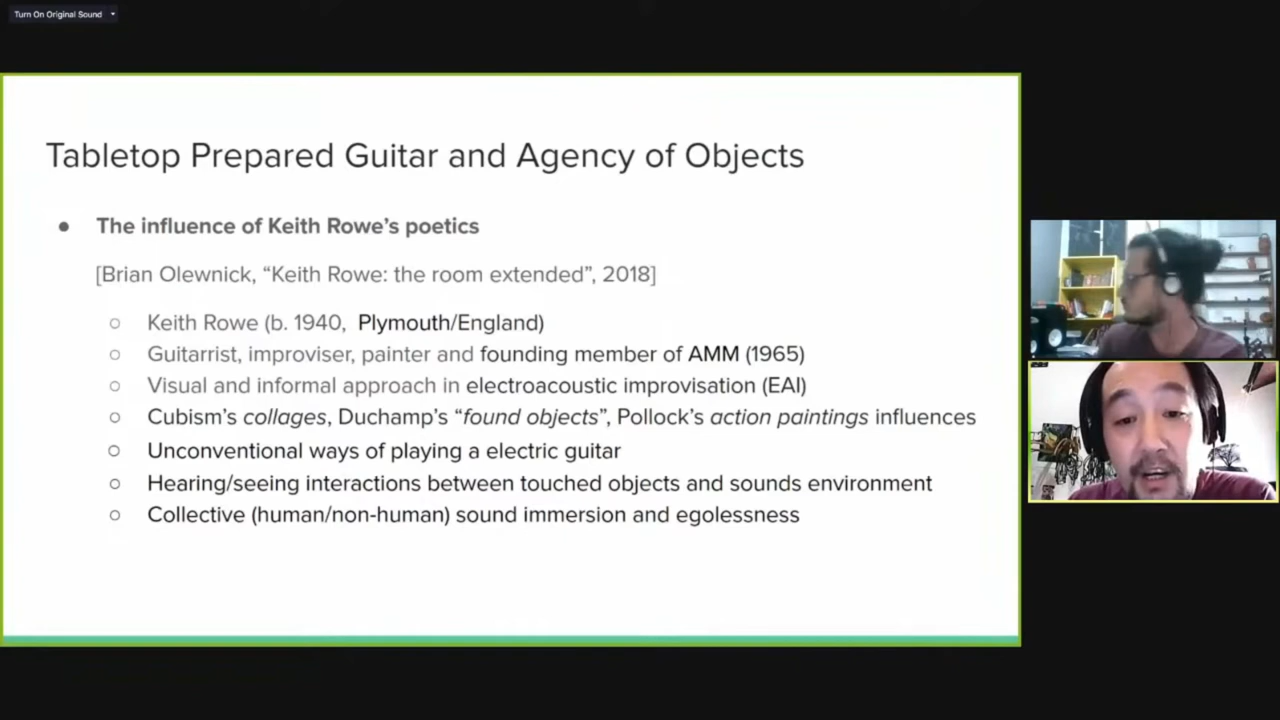 Turn On Original Sound
Tabletop Prepared Guitar and Agency of Objects
● The influence of Keith Rowe’s poetics
[Brian Olewnick, “Keith Rowe: the room extended”, 2018]
○ Keith Rowe (b. 1940, Plymouth/England)
○ Guitarrist, improviser, painter and founding member of AMM (1965)
○ Visual and informal approach in electroacoustic improvisation (EAI)
○ Cubism’s collages, Duchamp’s “found objects”, Pollock’s action paintings influences
○ Unconventional ways of playing a electric guitar
○ Hearing/seeing interactions between touched objects and sounds environment
○ Collective (human/non-human) sound immersion and egolessness